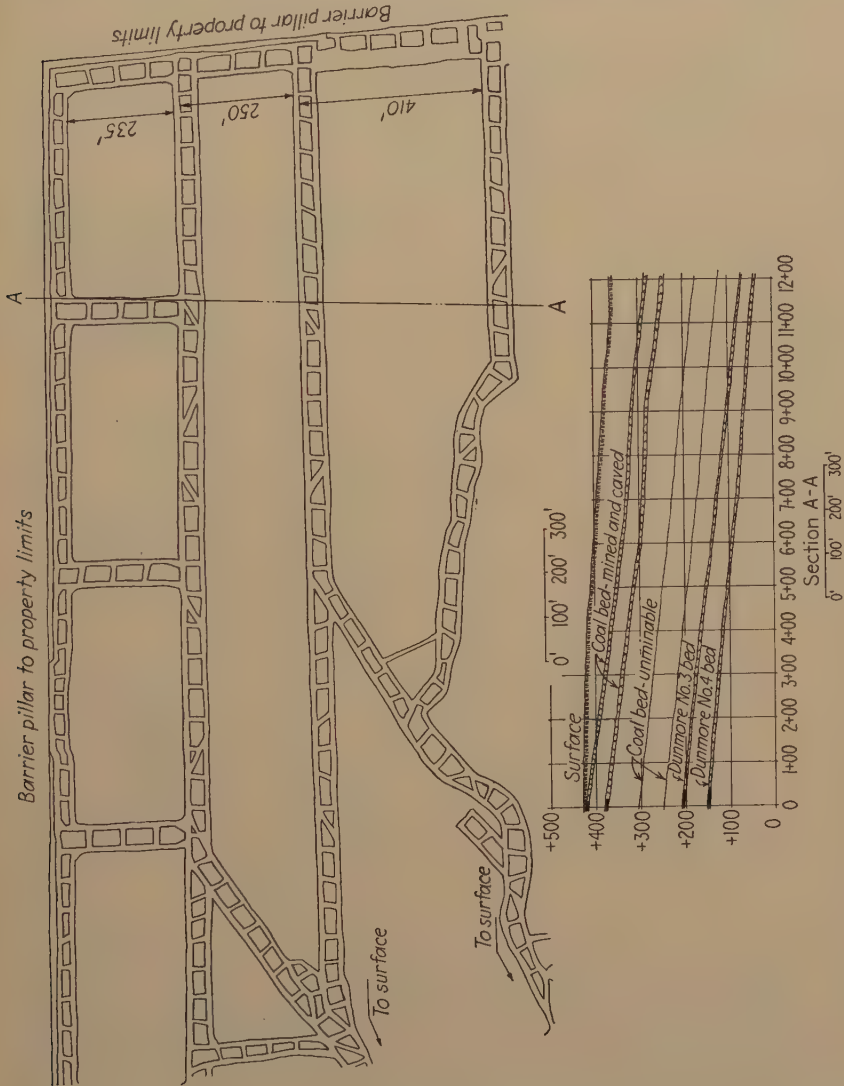 Barrier pillar to property limits
Barrier pillar to property limits
A
235'
250'
410'
A
To surface
To surface
0' 100' 200' 300'
+500
+400
+300
+200
+100
0
Surface
Coal bed-mined and caved
Coal bed-unminable
Dunmore No.3 bed
Dunmore No.4 bed
0 1+00 2+00 3+00 4+00 5+00 6+00 7+00 8+00 9+00 10+00 11+00 12+00
Section A-A
0' 100' 200' 300'